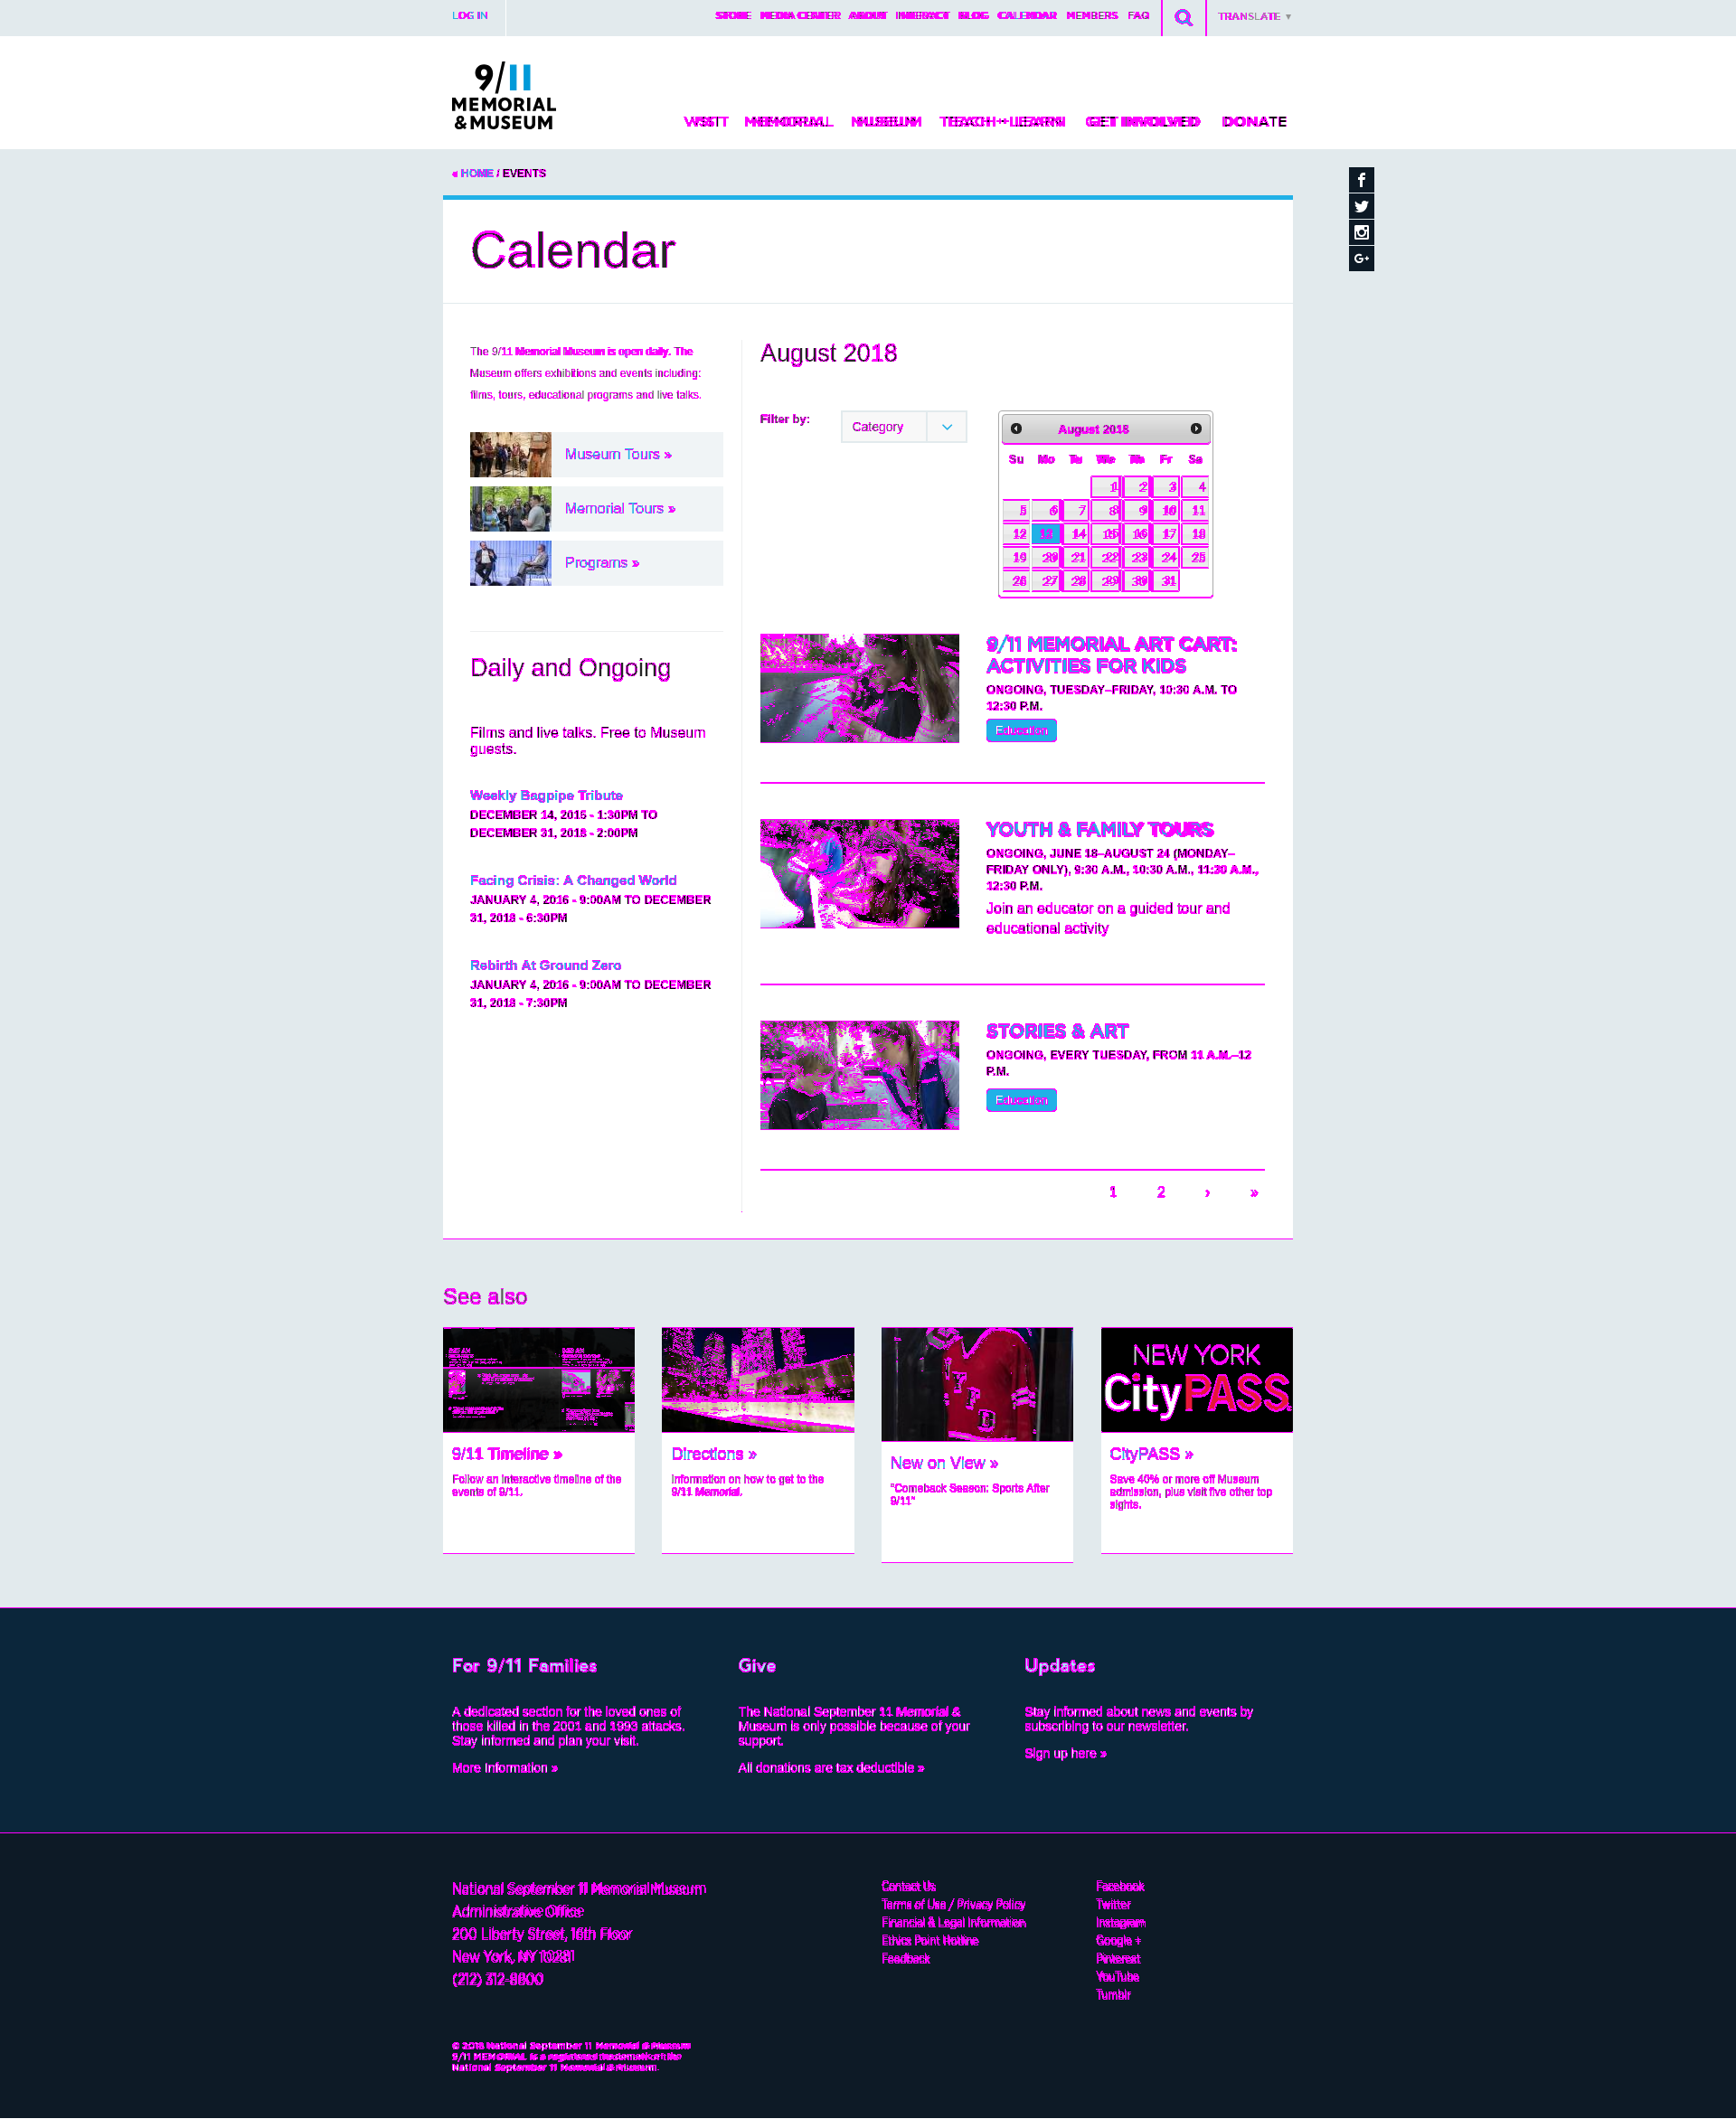 LOG IN
STORE MEDIA CENTER ABOUT INTERACT BLOG CALENDAR MEMBERS FAQ
TRANSLATE ▼
9/11
MEMORIAL
& MUSEUM
VISIT MEMORIAL MUSEUM TEACH + LEARN GET INVOLVED DONATE
« HOME / EVENTS
Calendar
The 9/11 Memorial Museum is open daily. The
Museum offers exhibitions and events including:
films, tours, educational programs and live talks.
Museum Tours »
Memorial Tours »
Programs »
Daily and Ongoing
Films and live talks. Free to Museum
guests.
Weekly Bagpipe Tribute
DECEMBER 14, 2015 - 1:30PM TO
DECEMBER 31, 2018 - 2:00PM
Facing Crisis: A Changed World
JANUARY 4, 2016 - 9:00AM TO DECEMBER
31, 2018 - 6:30PM
Rebirth At Ground Zero
JANUARY 4, 2016 - 9:00AM TO DECEMBER
31, 2018 - 7:30PM
August 2018
Filter by:
Category
August 2018
Su Mo Tu We Th Fr Sa
1 2 3 4
5 6 7 8 9 10 11
12 13 14 15 16 17 18
19 20 21 22 23 24 25
26 27 28 29 30 31
9/11 MEMORIAL ART CART:
ACTIVITIES FOR KIDS
ONGOING, TUESDAY–FRIDAY, 10:30 A.M. TO
12:30 P.M.
Education
YOUTH & FAMILY TOURS
ONGOING, JUNE 18–AUGUST 24 (MONDAY–
FRIDAY ONLY), 9:30 A.M., 10:30 A.M., 11:30 A.M.,
12:30 P.M.
Join an educator on a guided tour and
educational activity
STORIES & ART
ONGOING, EVERY TUESDAY, FROM 11 A.M.–12
P.M.
Education
1 2 › »
See also
NEW YORK
CityPASS
9/11 Timeline »
Follow an interactive timeline of the
events of 9/11.
Directions »
Information on how to get to the
9/11 Memorial.
New on View »
"Comeback Season: Sports After
9/11"
CityPASS »
Save 40% or more off Museum
admission, plus visit five other top
sights.
For 9/11 Families
A dedicated section for the loved ones of
those killed in the 2001 and 1993 attacks.
Stay informed and plan your visit.
More Information »
Give
The National September 11 Memorial &
Museum is only possible because of your
support.
All donations are tax deductible »
Updates
Stay informed about news and events by
subscribing to our newsletter.
Sign up here »
National September 11 Memorial Museum
Administrative Office
200 Liberty Street, 16th Floor
New York, NY 10281
(212) 312-8800
Contact Us
Terms of Use / Privacy Policy
Financial & Legal Information
Ethics Point Hotline
Feedback
Facebook
Twitter
Instagram
Google +
Pinterest
YouTube
Tumblr
© 2018 National September 11 Memorial & Museum
9/11 MEMORIAL is a registered trademark of the
National September 11 Memorial & Museum.